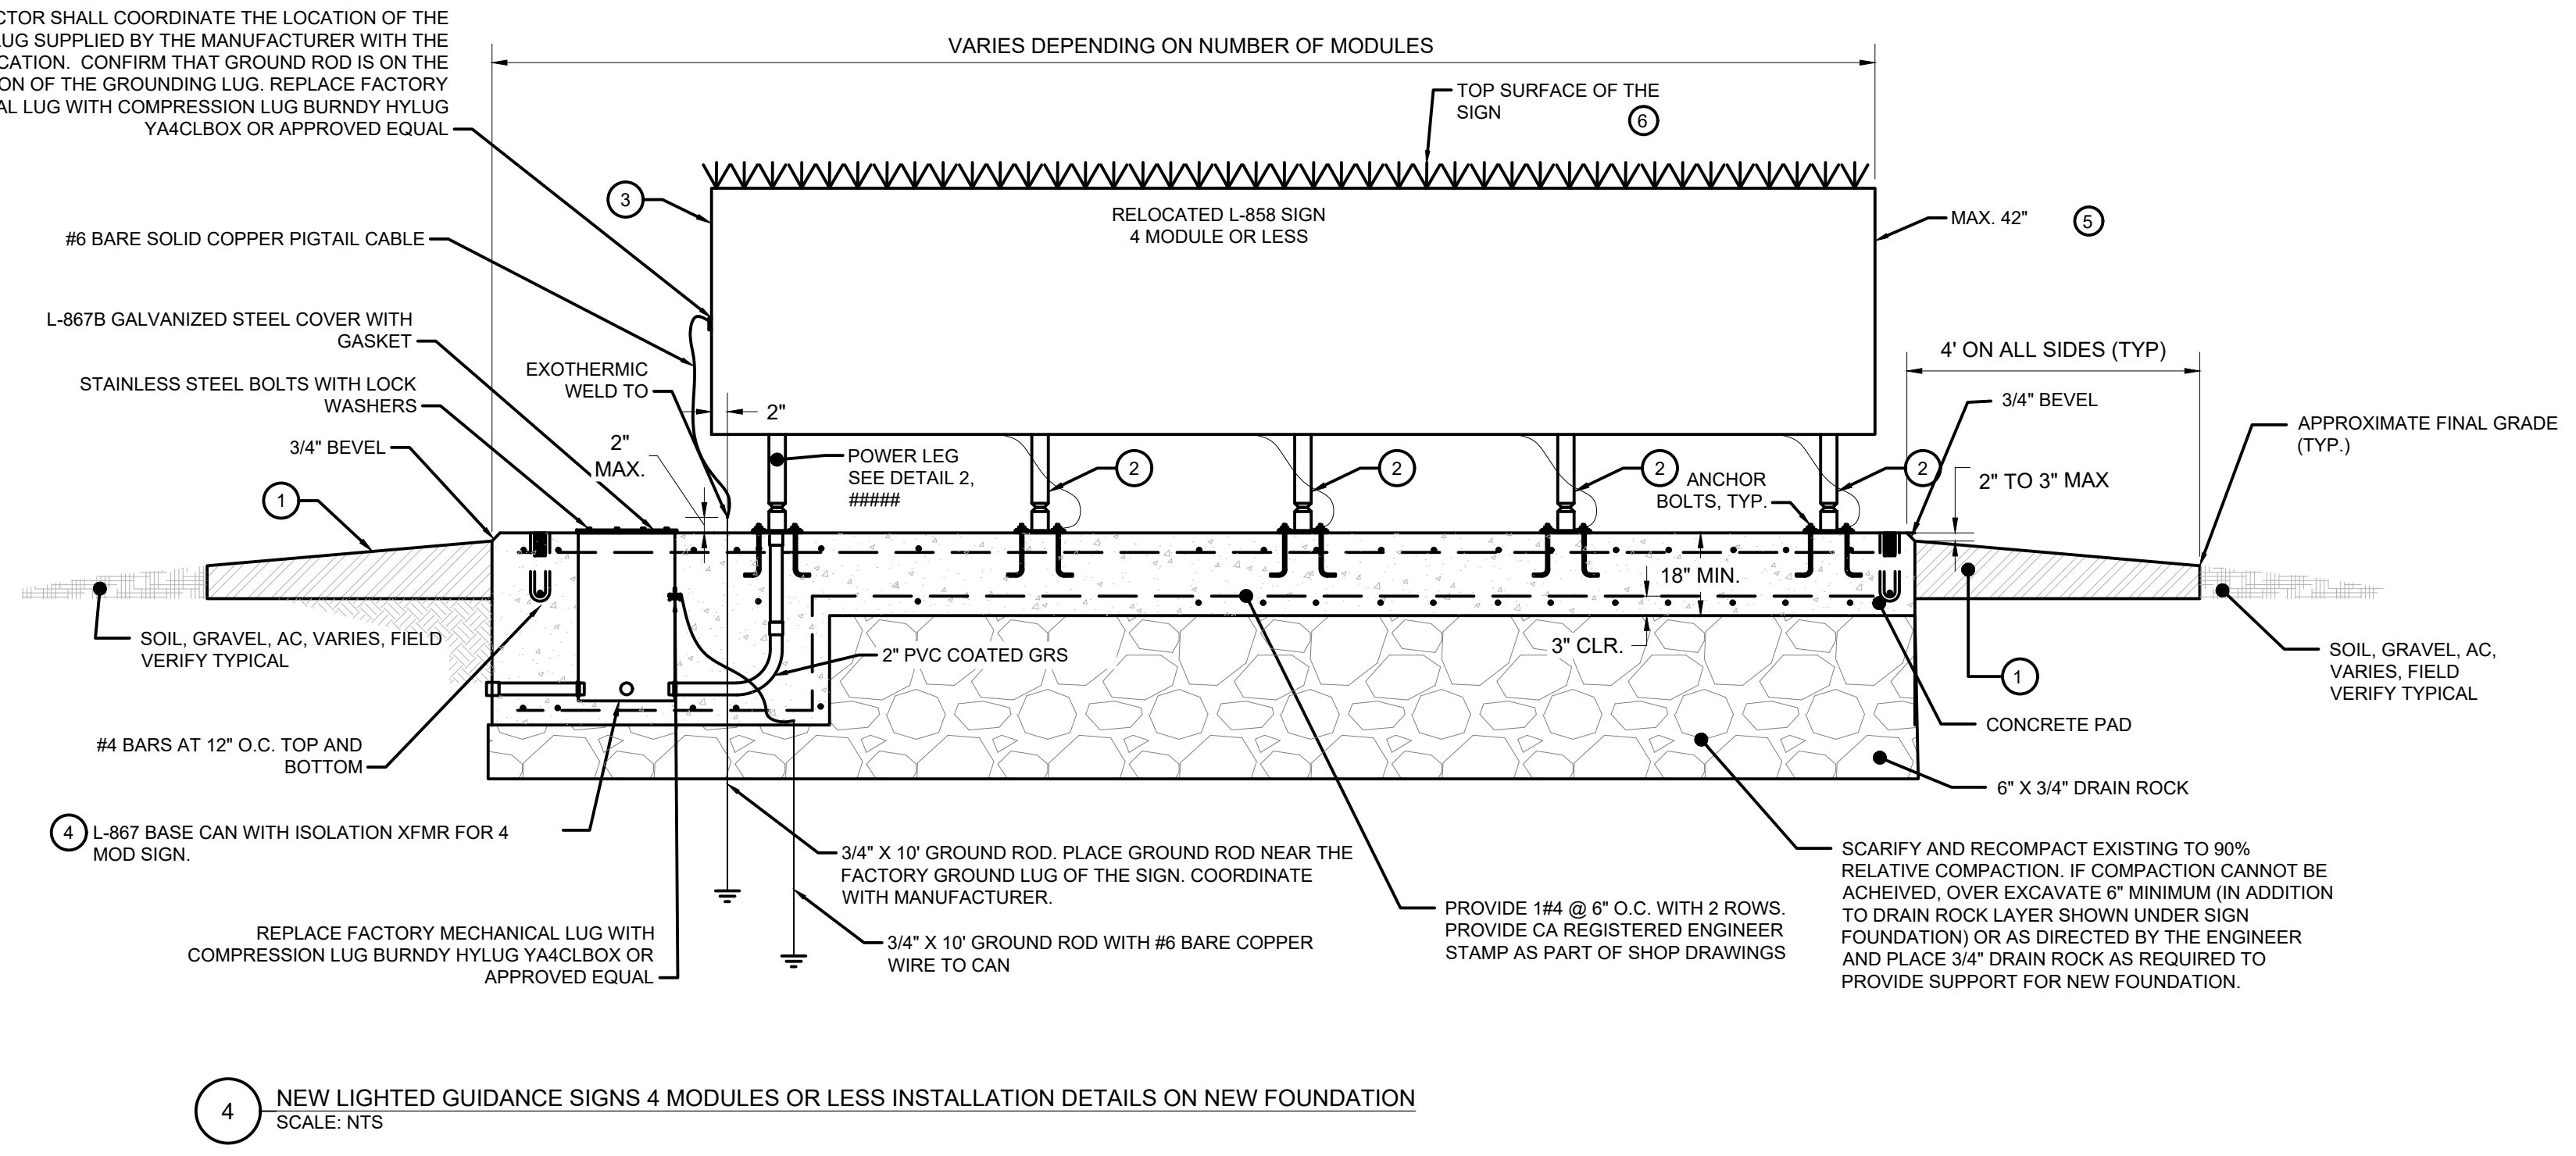 CTOR SHALL COORDINATE THE LOCATION OF THE
UG SUPPLIED BY THE MANUFACTURER WITH THE
CATION. CONFIRM THAT GROUND ROD IS ON THE
ON OF THE GROUNDING LUG. REPLACE FACTORY
AL LUG WITH COMPRESSION LUG BURNDY HYLUG
YA4CLBOX OR APPROVED EQUAL
VARIES DEPENDING ON NUMBER OF MODULES
TOP SURFACE OF THE
SIGN
6
3
RELOCATED L-858 SIGN
4 MODULE OR LESS
MAX. 42"
5
#6 BARE SOLID COPPER PIGTAIL CABLE
L-867B GALVANIZED STEEL COVER WITH
GASKET
EXOTHERMIC
WELD TO
STAINLESS STEEL BOLTS WITH LOCK
WASHERS
2"
4' ON ALL SIDES (TYP)
3/4" BEVEL
3/4" BEVEL
APPROXIMATE FINAL GRADE
(TYP.)
2"
MAX.
1
POWER LEG
SEE DETAIL 2,
#####
2
2
2
2
ANCHOR
BOLTS, TYP.
2" TO 3" MAX
18" MIN.
3" CLR.
SOIL, GRAVEL, AC, VARIES, FIELD
VERIFY TYPICAL
2" PVC COATED GRS
SOIL, GRAVEL, AC,
VARIES, FIELD
VERIFY TYPICAL
1
CONCRETE PAD
#4 BARS AT 12" O.C. TOP AND
BOTTOM
6" X 3/4" DRAIN ROCK
4
L-867 BASE CAN WITH ISOLATION XFMR FOR 4
MOD SIGN.
3/4" X 10' GROUND ROD. PLACE GROUND ROD NEAR THE
FACTORY GROUND LUG OF THE SIGN. COORDINATE
WITH MANUFACTURER.
SCARIFY AND RECOMPACT EXISTING TO 90%
RELATIVE COMPACTION. IF COMPACTION CANNOT BE
ACHEIVED, OVER EXCAVATE 6" MINIMUM (IN ADDITION
TO DRAIN ROCK LAYER SHOWN UNDER SIGN
FOUNDATION) OR AS DIRECTED BY THE ENGINEER
AND PLACE 3/4" DRAIN ROCK AS REQUIRED TO
PROVIDE SUPPORT FOR NEW FOUNDATION.
PROVIDE 1#4 @ 6" O.C. WITH 2 ROWS.
PROVIDE CA REGISTERED ENGINEER
STAMP AS PART OF SHOP DRAWINGS
REPLACE FACTORY MECHANICAL LUG WITH
COMPRESSION LUG BURNDY HYLUG YA4CLBOX OR
APPROVED EQUAL
3/4" X 10' GROUND ROD WITH #6 BARE COPPER
WIRE TO CAN
4
NEW LIGHTED GUIDANCE SIGNS 4 MODULES OR LESS INSTALLATION DETAILS ON NEW FOUNDATION
SCALE: NTS